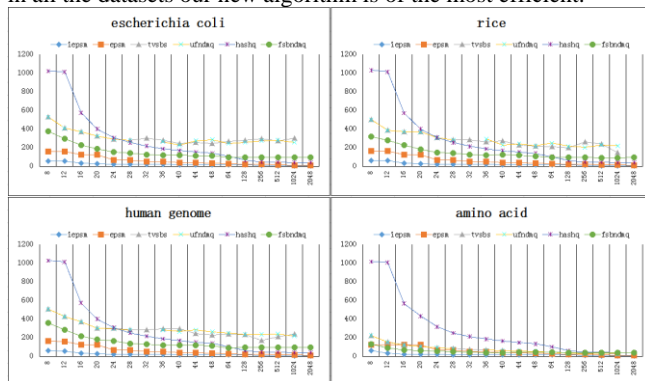 in all the datasets our new algorithm is of the most efficient.
escherichia coli
iepsm epsm tvsbs ufndmq hashq fsbndmq
1200
1000
800
600
400
200
0
8 12 16 20 24 28 32 36 40 44 48 64 128 256 512 1024 2048
rice
iepsm epsm tvsbs ufndmq hashq fsbndmq
1200
1000
800
600
400
200
0
8 12 16 20 24 28 32 36 40 44 48 64 128 256 512 1024 2048
human genome
iepsm epsm tvsbs ufndmq hashq fsbndmq
1200
1000
800
600
400
200
0
8 12 16 20 24 28 32 36 40 44 48 64 128 256 512 1024 2048
amino acid
iepsm epsm tvsbs ufndmq hashq fsbndmq
1200
1000
800
600
400
200
0
8 12 16 20 24 28 32 36 40 44 48 64 128 256 512 1024 2048